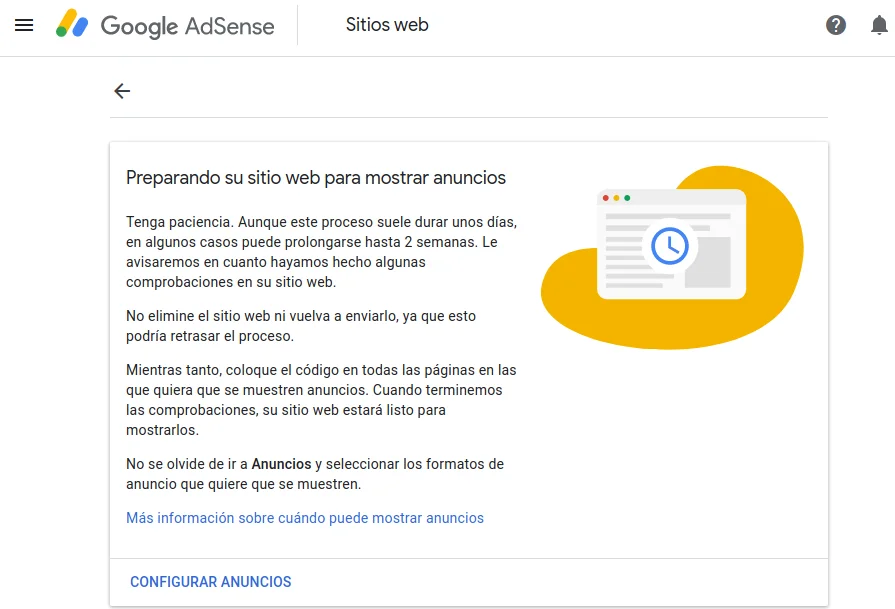 Google AdSense
Sitios web
Preparando su sitio web para mostrar anuncios
Tenga paciencia. Aunque este proceso suele durar unos días,
en algunos casos puede prolongarse hasta 2 semanas. Le
avisaremos en cuanto hayamos hecho algunas
comprobaciones en su sitio web.
No elimine el sitio web ni vuelva a enviarlo, ya que esto
podría retrasar el proceso.
Mientras tanto, coloque el código en todas las páginas en las
que quiera que se muestren anuncios. Cuando terminemos
las comprobaciones, su sitio web estará listo para
mostrarlos.
No se olvide de ir a Anuncios y seleccionar los formatos de
anuncio que quiere que se muestren.
Más información sobre cuándo puede mostrar anuncios
CONFIGURAR ANUNCIOS